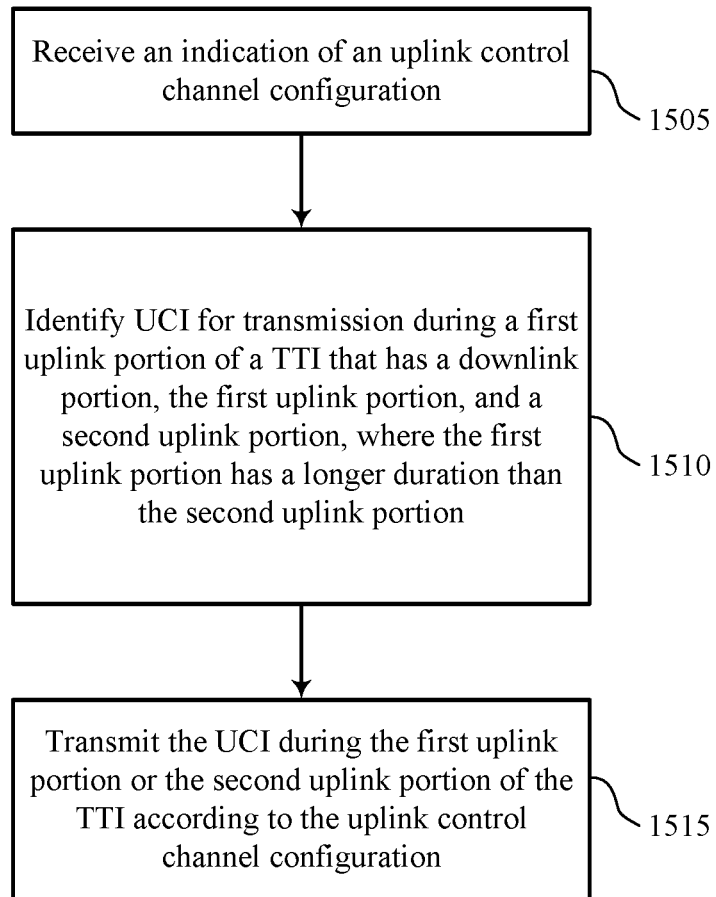 Receive an indication of an uplink control
channel configuration
1505
Identify UCI for transmission during a first
uplink portion of a TTI that has a downlink
portion, the first uplink portion, and a
second uplink portion, where the first
uplink portion has a longer duration than
the second uplink portion
1510
Transmit the UCI during the first uplink
portion or the second uplink portion of the
TTI according to the uplink control
channel configuration
1515